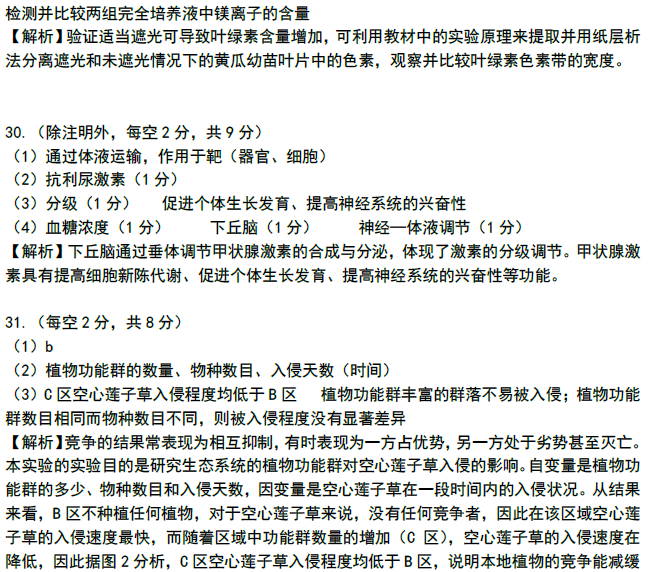 检测并比较两组完全培养液中镁离子的含量
【解析】验证适当遮光可导致叶绿素含量增加，可利用教材中的实验原理来提取并用纸层析
法分离遮光和未遮光情况下的黄瓜幼苗叶片中的色素，观察并比较叶绿素色素带的宽度。
30.（除注明外，每空2分，共9分）
（1）通过体液运输，作用于靶（器官、细胞）
（2）抗利尿激素（1分）
（3）分级（1分） 促进个体生长发育、提高神经系统的兴奋性
（4）血糖浓度（1分） 下丘脑（1分） 神经—体液调节（1分）
【解析】下丘脑通过垂体调节甲状腺激素的合成与分泌，体现了激素的分级调节。甲状腺激
素具有提高细胞新陈代谢、促进个体生长发育、提高神经系统的兴奋性等功能。
31.（每空2分，共8分）
（1）b
（2）植物功能群的数量、物种数目、入侵天数（时间）
（3）C区空心莲子草入侵程度均低于B区 植物功能群丰富的群落不易被入侵；植物功能
群数目相同而物种数目不同，则被入侵程度没有显著差异
【解析】竞争的结果常表现为相互抑制，有时表现为一方占优势，另一方处于劣势甚至灭亡。
本实验的实验目的是研究生态系统的植物功能群对空心莲子草入侵的影响。自变量是植物功
能群的多少、物种数目和入侵天数，因变量是空心莲子草在一段时间内的入侵状况。从结果
来看，B区不种植任何植物，对于空心莲子草来说，没有任何竞争者，因此在该区域空心莲
子草的入侵速度最快，而随着区域中功能群数量的增加（C 区），空心莲子草的入侵速度在
降低，因此据图2分析，C区空心莲子草入侵程度均低于B区，说明本地植物的竞争能减缓